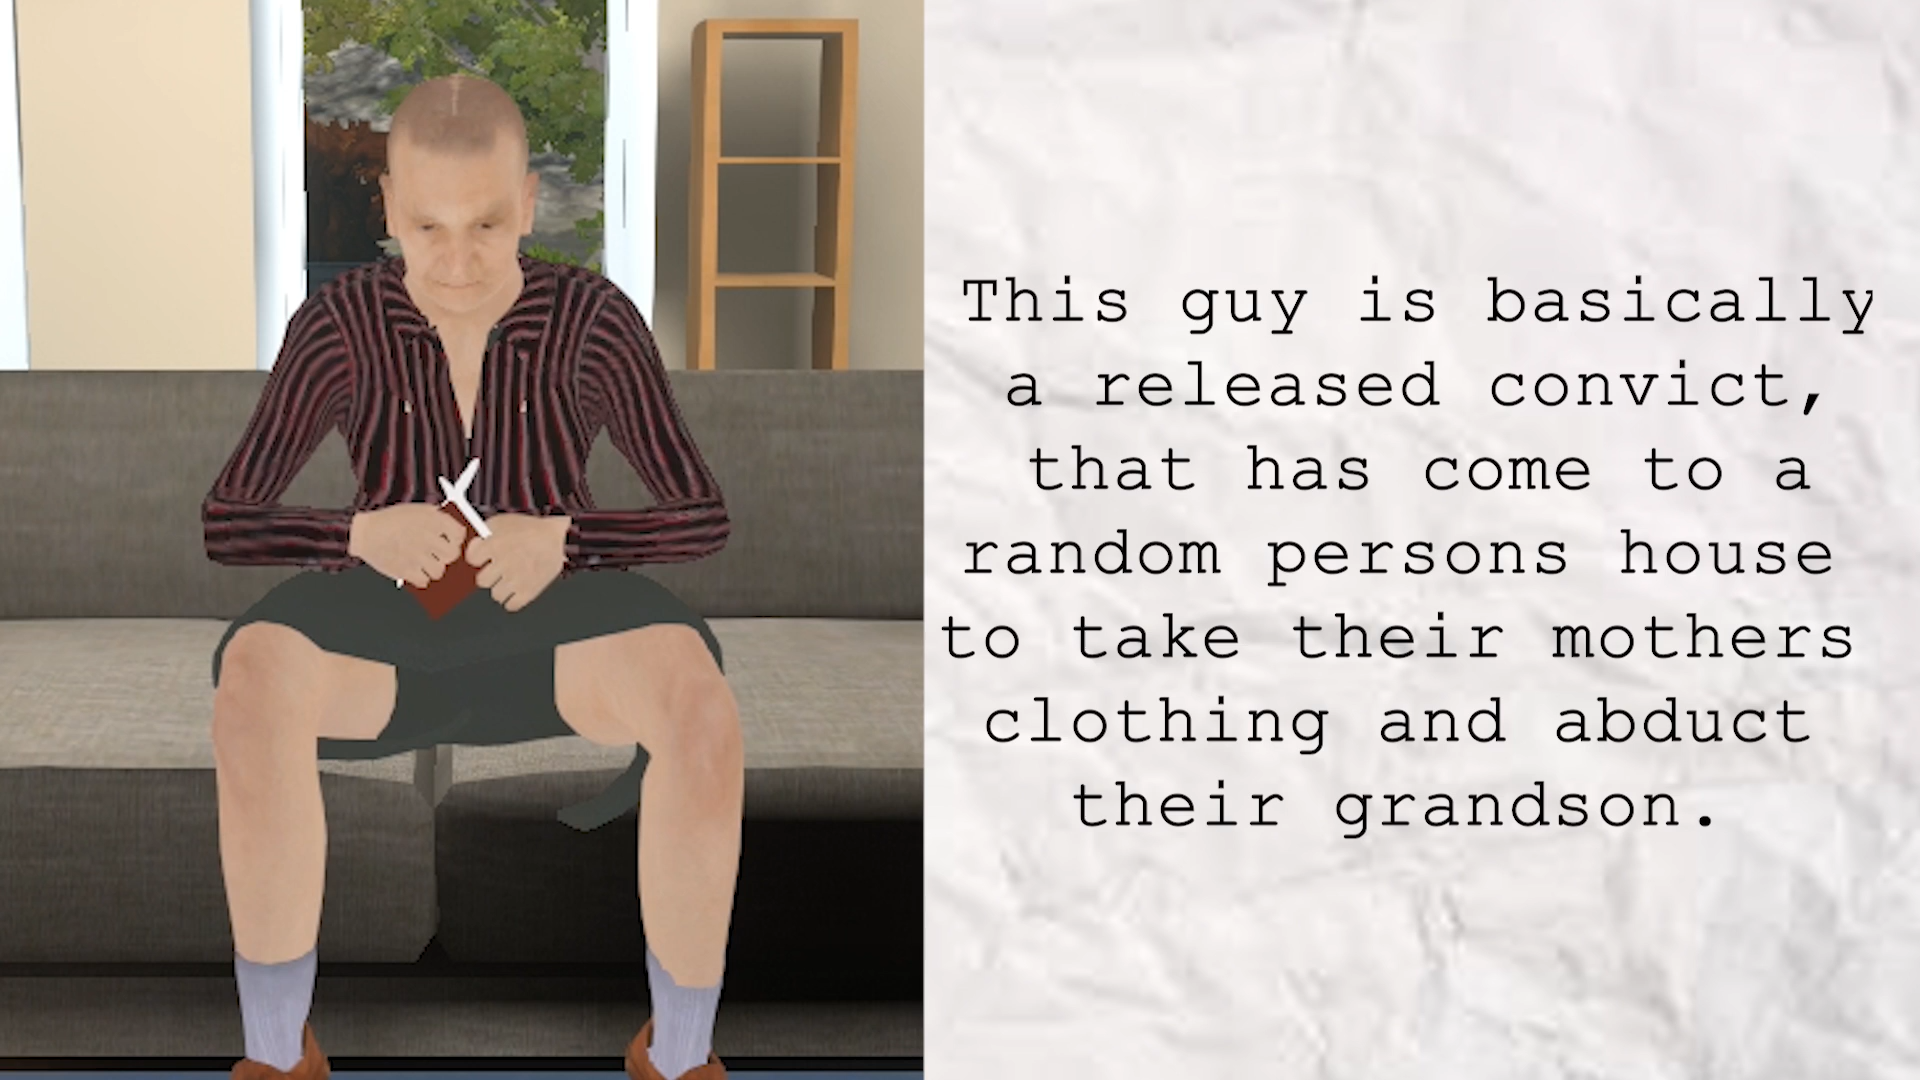 This guy is basically
a released convict,
that has come to a
random persons house
to take their mothers
clothing and abduct
their grandson.